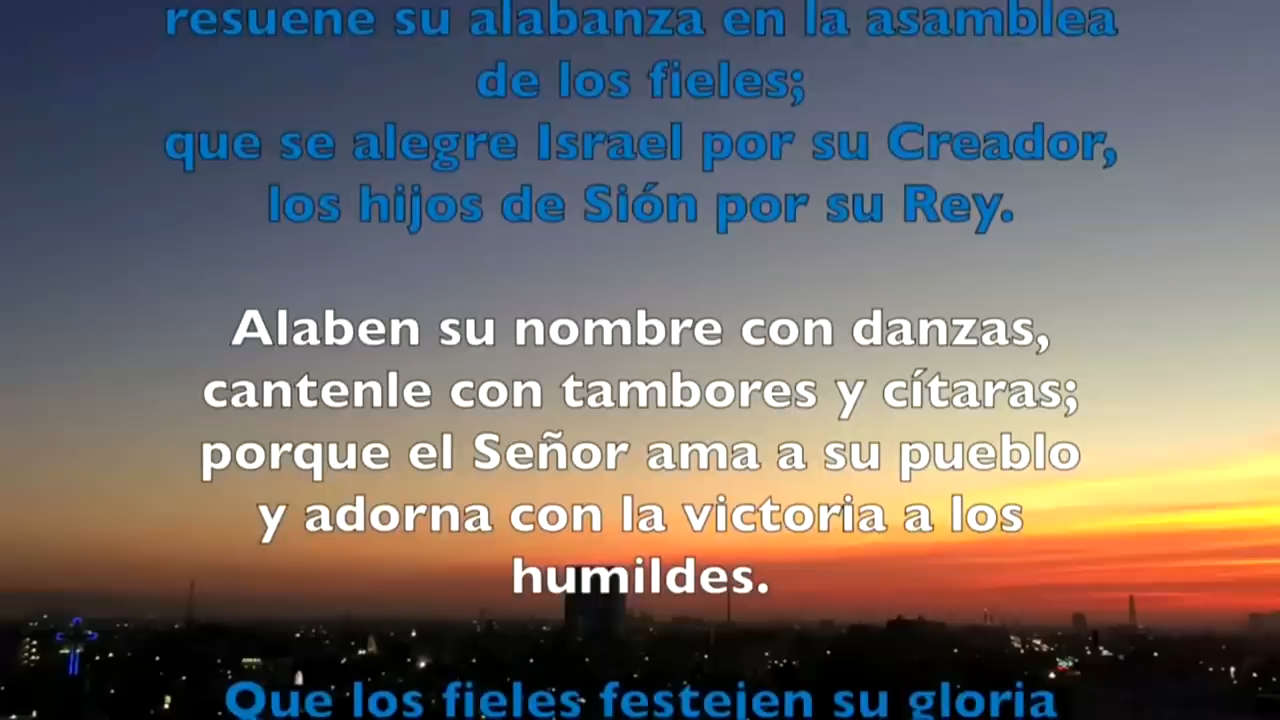 resuene su alabanza en la asamblea
de los fieles;
que se alegre Israel por su Creador,
los hijos de Sión por su Rey.
Alaben su nombre con danzas,
cantenle con tambores y cítaras;
porque el Señor ama a su pueblo
y adorna con la victoria a los
humildes.
Que los fieles festejen su gloria